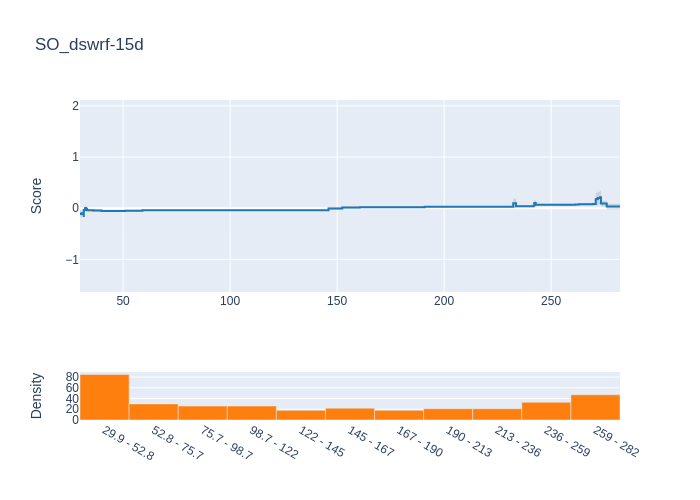 SO_dswrf-15d
Score
2
1
0
−1
50
100
150
200
250
Density
80
60
40
20
0
29.9 - 52.8
52.8 - 75.7
75.7 - 98.7
98.7 - 122
122 - 145
145 - 167
167 - 190
190 - 213
213 - 236
236 - 259
259 - 282